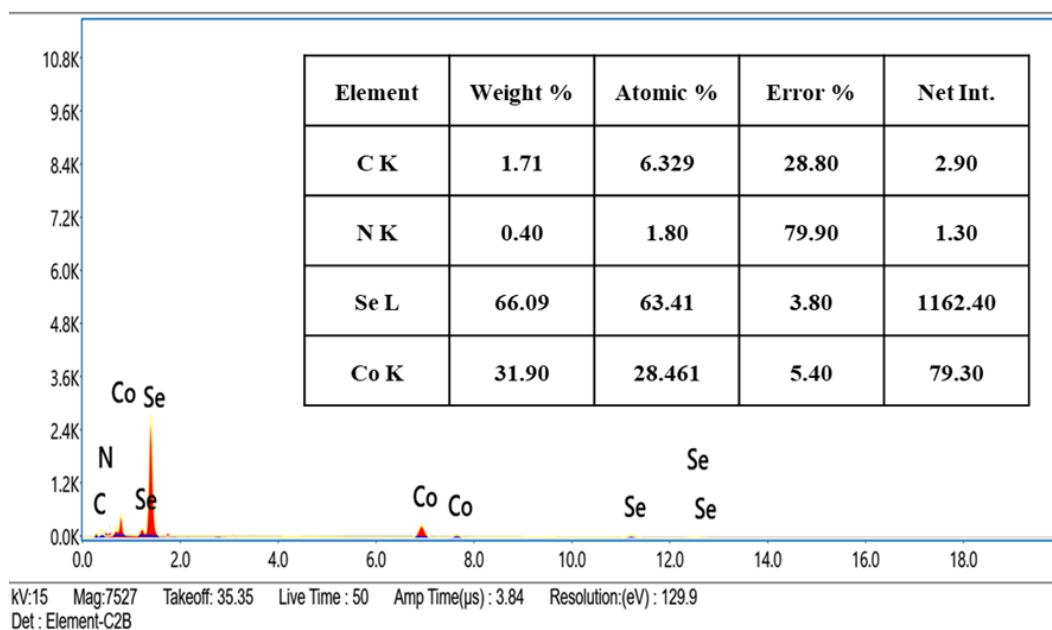 10.8K
9.6K
8.4K
7.2K
6.0K
4.8K
3.6K
2.4K
1.2K
0.0K
Element Weight % Atomic % Error % Net Int.
C K 1.71 6.329 28.80 2.90
N K 0.40 1.80 79.90 1.30
Se L 66.09 63.41 3.80 1162.40
Co K 31.90 28.461 5.40 79.30
Co Se
N Se
C Se Co Co Se Se
0.0 2.0 4.0 6.0 8.0 10.0 12.0 14.0 16.0 18.0
kV:15 Mag:7527 Takeoff: 35.35 Live Time : 50 Amp Time(µs) : 3.84 Resolution:(eV) : 129.9
Det : Element-C2B